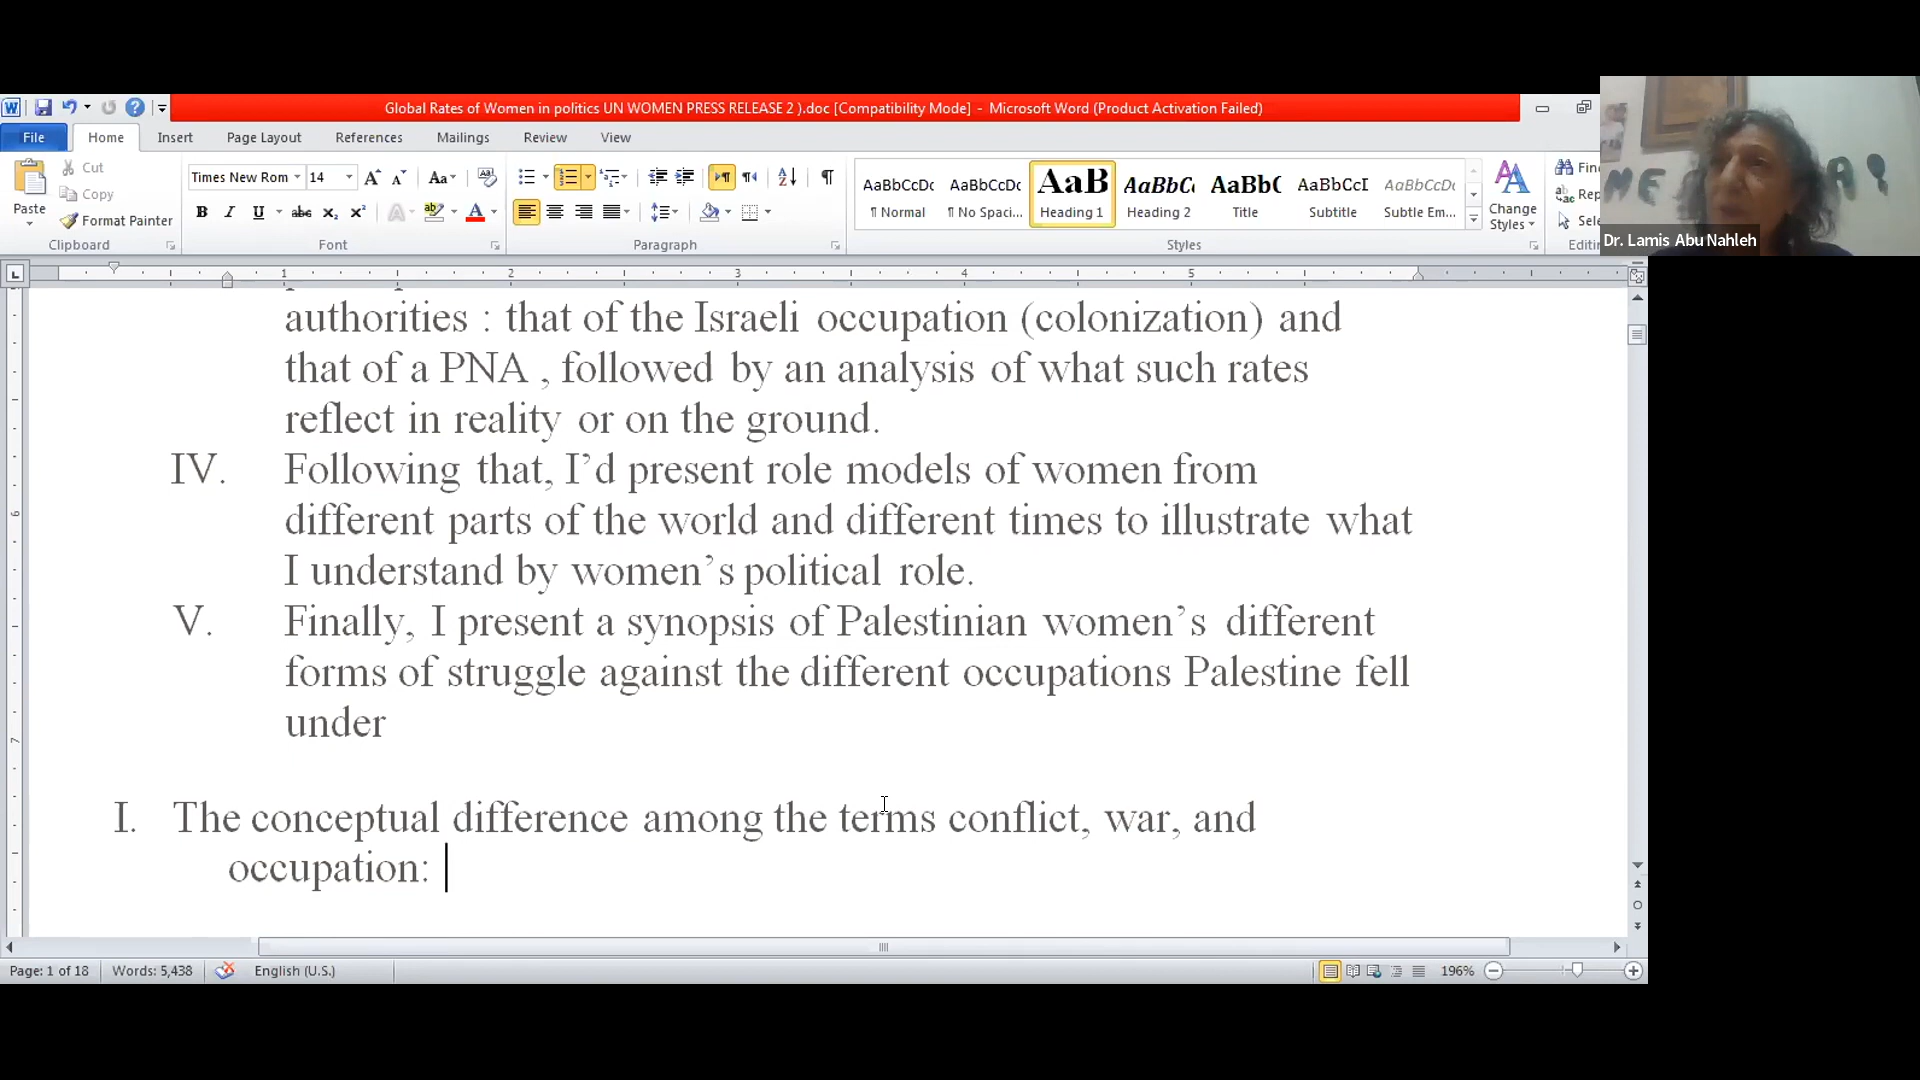 Global Rates of Women in politics UN WOMEN PRESS RELEASE 2 ).doc [Compatibility Mode] - Microsoft Word (Product Activation Failed)
File Home Insert Page Layout References Mailings Review View
Cut
Copy
Paste
Format Painter
Clipboard
Times New Rom 14
Font
Paragraph
AaBbCcDc AaBbCcDc AaB AaBbCc AaBb( AaBbCcI AaBbCcDc
¶ Normal ¶ No Spaci... Heading 1 Heading 2 Title Subtitle Subtle Em...
Styles
Change
Styles
Dr. Lamis Abu Nahleh
1 2 3 4 5
authorities : that of the Israeli occupation (colonization) and
that of a PNA , followed by an analysis of what such rates
reflect in reality or on the ground.
IV. Following that, I’d present role models of women from
different parts of the world and different times to illustrate what
I understand by women’s political role.
V. Finally, I present a synopsis of Palestinian women’s different
forms of struggle against the different occupations Palestine fell
under
I. The conceptual difference among the terms conflict, war, and
occupation:
Page: 1 of 18 Words: 5,438 English (U.S.) 196%